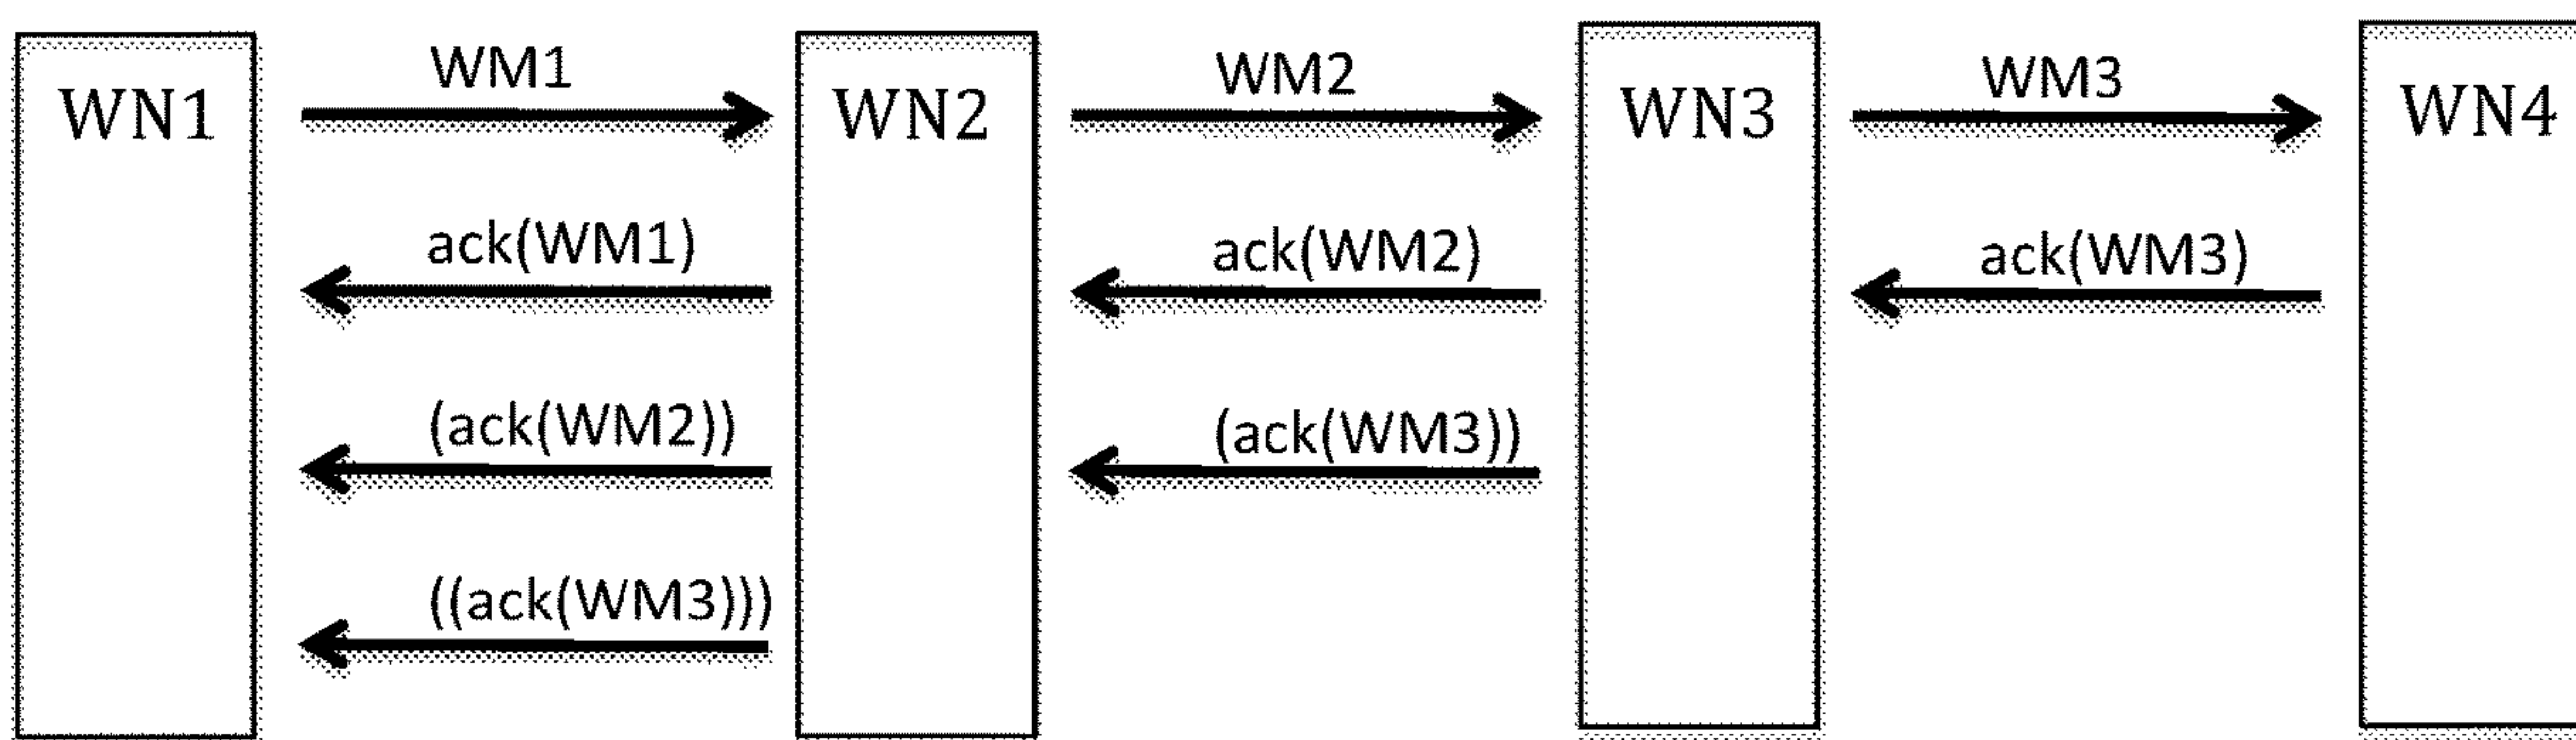 WN1 WM1 WN2 WM2 WN3 WM3 WN4
ack(WM1) ack(WM2) ack(WM3)
(ack(WM2)) (ack(WM3))
((ack(WM3)))